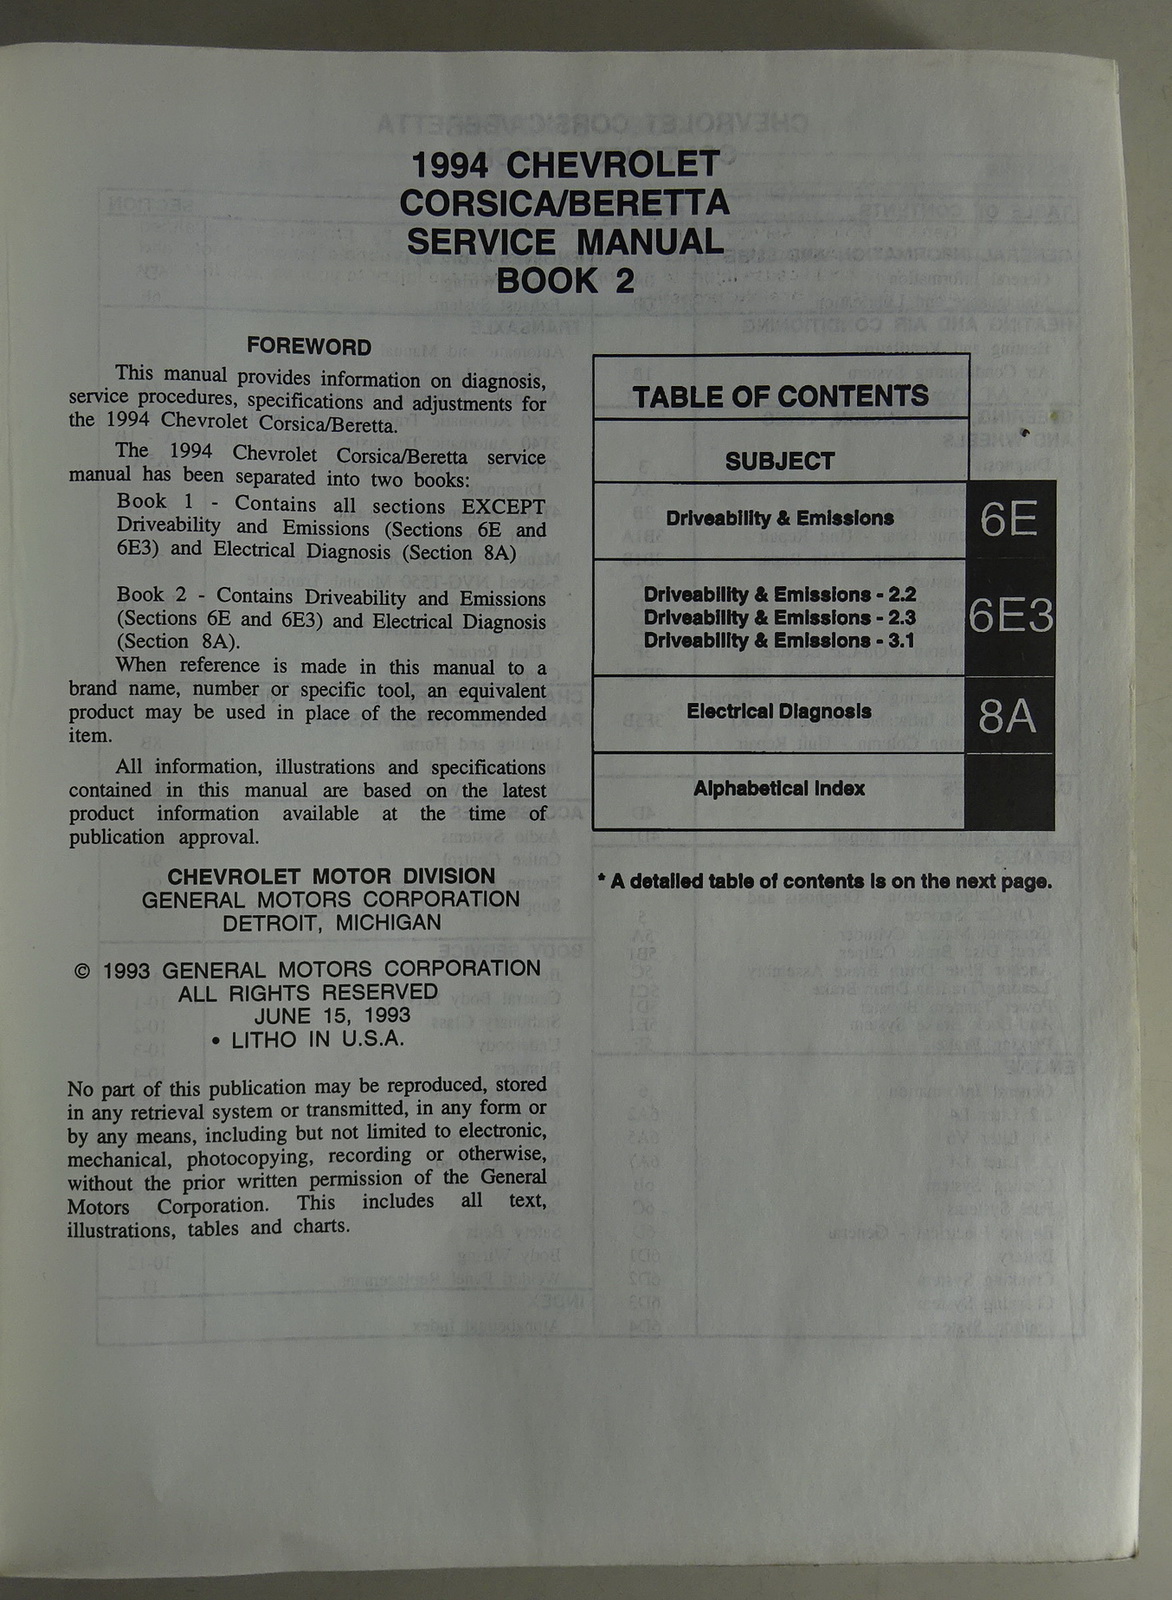 1994 CHEVROLET
CORSICA/BERETTA
SERVICE MANUAL
BOOK 2
FOREWORD
This manual provides information on diagnosis,
service procedures, specifications and adjustments for
the 1994 Chevrolet Corsica/Beretta.
The 1994 Chevrolet Corsica/Beretta service
manual has been separated into two books:
Book 1 - Contains all sections EXCEPT
Driveability and Emissions (Sections 6E and
6E3) and Electrical Diagnosis (Section 8A)
Book 2 - Contains Driveability and Emissions
(Sections 6E and 6E3) and Electrical Diagnosis
(Section 8A).
When reference is made in this manual to a
brand name, number or specific tool, an equivalent
product may be used in place of the recommended
item.
All information, illustrations and specifications
contained in this manual are based on the latest
product information available at the time of
publication approval.
CHEVROLET MOTOR DIVISION
GENERAL MOTORS CORPORATION
DETROIT, MICHIGAN
© 1993 GENERAL MOTORS CORPORATION
ALL RIGHTS RESERVED
JUNE 15, 1993
• LITHO IN U.S.A.
No part of this publication may be reproduced, stored
in any retrieval system or transmitted, in any form or
by any means, including but not limited to electronic,
mechanical, photocopying, recording or otherwise,
without the prior written permission of the General
Motors Corporation. This includes all text,
illustrations, tables and charts.
TABLE OF CONTENTS
SUBJECT
Driveability & Emissions 6E
Driveability & Emissions - 2.2
Driveability & Emissions - 2.3 6E3
Driveability & Emissions - 3.1
Electrical Diagnosis 8A
Alphabetical Index
* A detailed table of contents is on the next page.